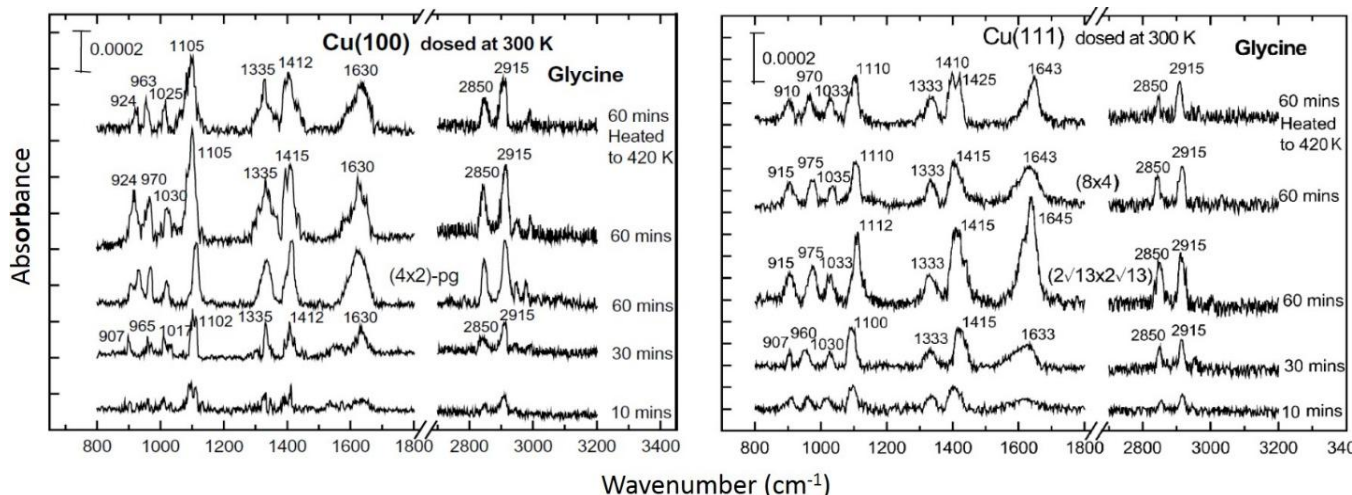 Absorbance
0.0002
Cu(100) dosed at 300 K
Glycine
924 963 1025 1105 1335 1412 1630 2850 2915
60 mins
Heated
to 420 K
924 970 1030 1105 1335 1415 1630 2850 2915
60 mins
(4x2)-pg
60 mins
907 965 1017 1102 1335 1412 1630 2850 2915
30 mins
10 mins
800 1000 1200 1400 1600 1800 2800 3000 3200 3400
0.0002
Cu(111) dosed at 300 K
Glycine
910 970 1033 1110 1333 1410 1425 1643 2850 2915
60 mins
Heated
to 420 K
915 975 1035 1110 1333 1415 1643 2850 2915
(8x4)
60 mins
915 975 1033 1112 1333 1415 1645 2850 2915
(2√13x2√13)
60 mins
907 960 1030 1100 1333 1415 1633 2850 2915
30 mins
10 mins
800 1000 1200 1400 1600 1800 2800 3000 3200 340
Wavenumber (cm⁻¹)